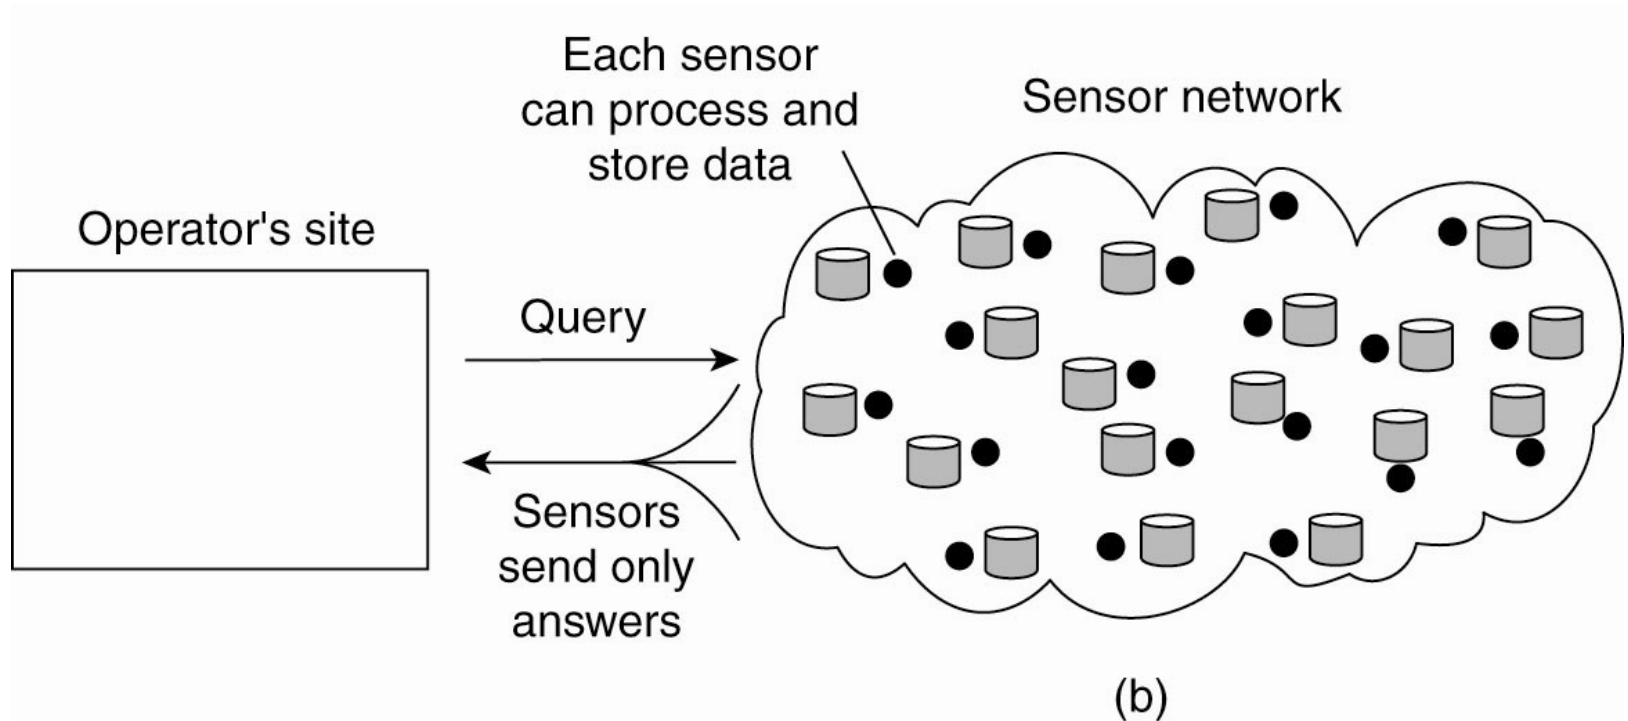 Each sensor
can process and
store data
Sensor network
Operator's site
Query
Sensors
send only
answers
(b)